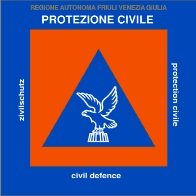 REGIONE AUTONOMA FRIULI VENEZIA GIULIA
PROTEZIONE CIVILE
zivilschutz
protection civile
civil defence